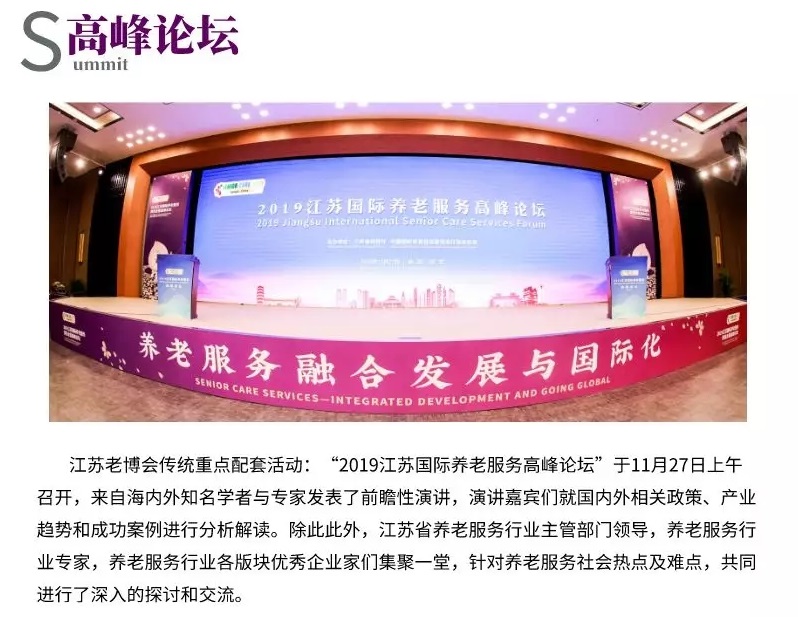 高峰论坛
Summit
2019江苏国际养老服务高峰论坛
2019 Jiangsu International Senior Care Services Forum
养老服务融合发展与国际化
SENIOR CARE SERVICES—INTEGRATED DEVELOPMENT AND GOING GLOBAL
江苏老博会传统重点配套活动：“2019江苏国际养老服务高峰论坛”于11月27日上午
召开，来自海内外知名学者与专家发表了前瞻性演讲，演讲嘉宾们就国内外相关政策、产业
趋势和成功案例进行分析解读。除此此外，江苏省养老服务行业主管部门领导，养老服务行
业专家，养老服务行业各版块优秀企业家们集聚一堂，针对养老服务社会热点及难点，共同
进行了深入的探讨和交流。